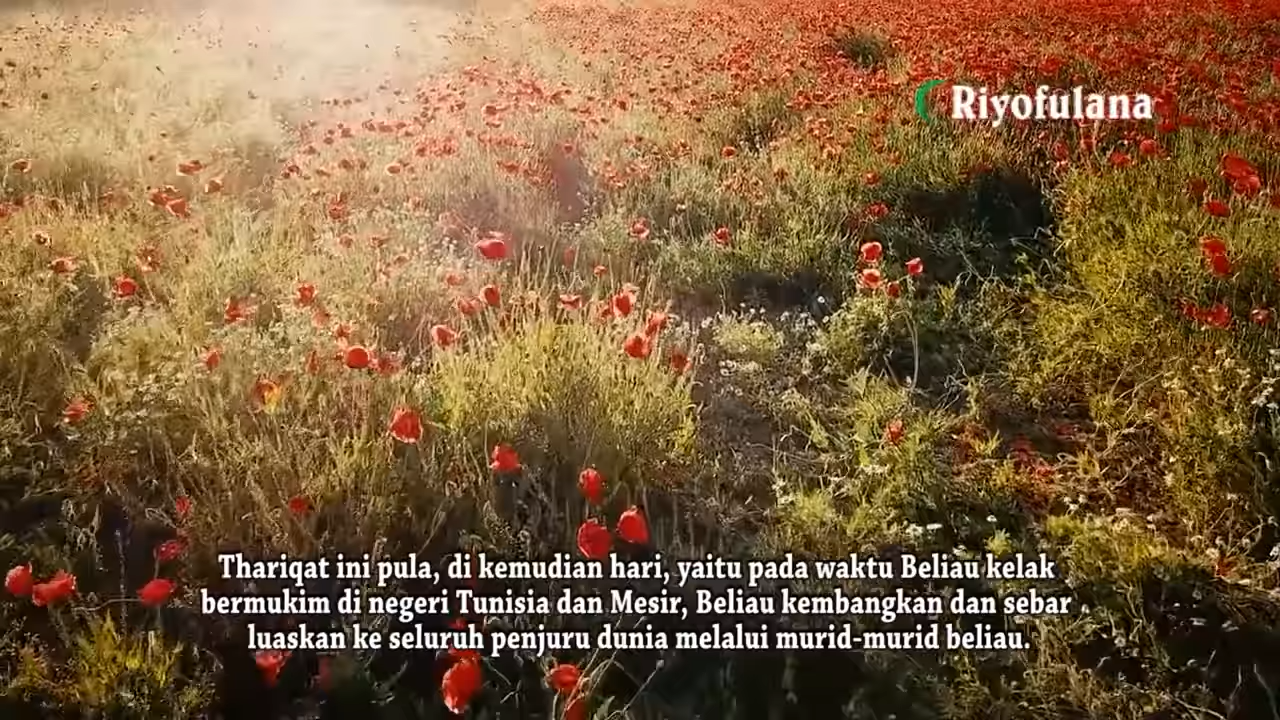 Riyofulana
Thariqat ini pula, di kemudian hari, yaitu pada waktu Beliau kelak
bermukim di negeri Tunisia dan Mesir, Beliau kembangkan dan sebar
luaskan ke seluruh penjuru dunia melalui murid-murid beliau.